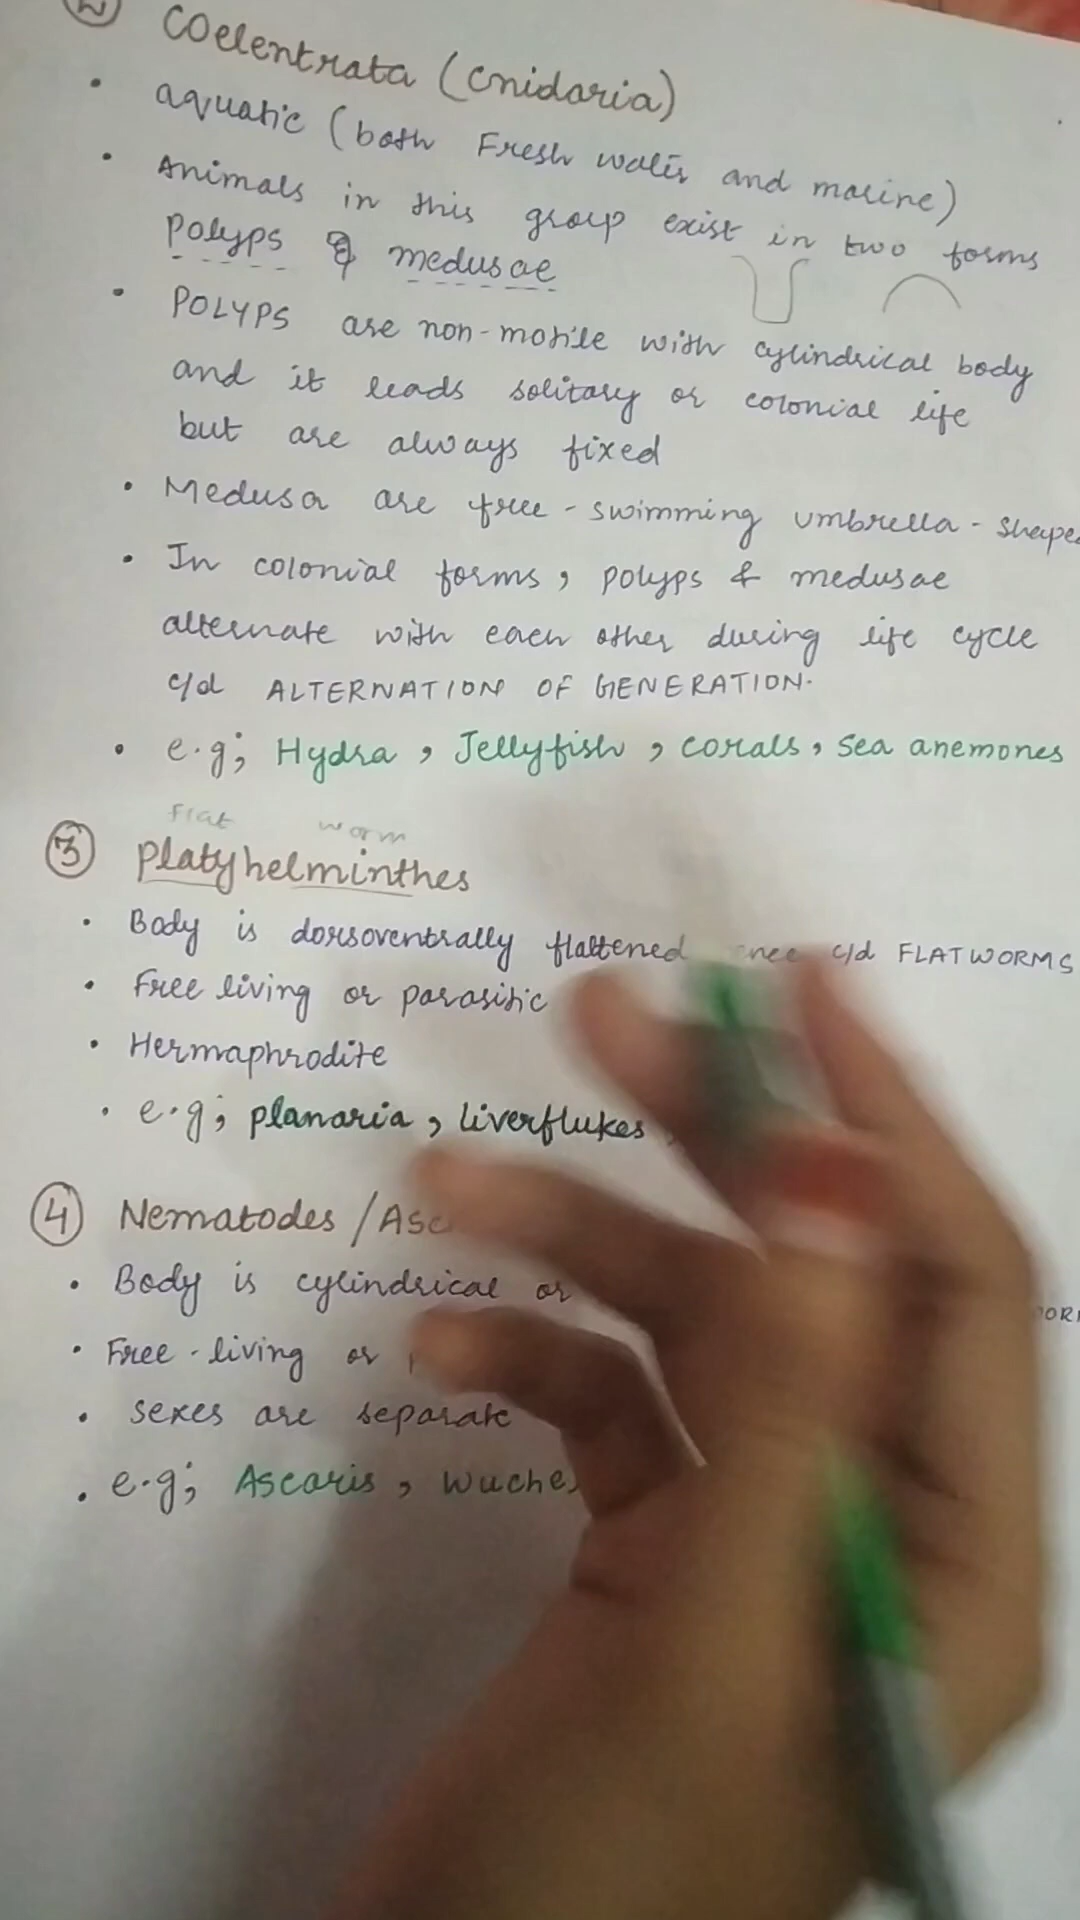 2 Coelentrata (Cnidaria)
• aquatic (both Fresh water and marine)
• Animals in this group exist in two forms
Polyps & medusae
• POLYPS are non-motile with cylindrical body
and it leads solitary or colonial life
but are always fixed
• Medusa are free-swimming umbrella-shaped
• In colonial forms, polyps & medusae
alternate with each other during life cycle
c/d ALTERNATION OF GENERATION.
• e.g; Hydra, Jellyfish, corals, Sea anemones
flat worm
3 Platyhelminthes
• Body is dorsoventrally flattened c/d FLATWORMS
• Free living or parasitic
• Hermaphrodite
• e.g; planaria, liverflukes
4 Nematodes/Asc
• Body is cylindrical or
• Free-living or
• sexes are separate
• e.g; Ascaris, wuche